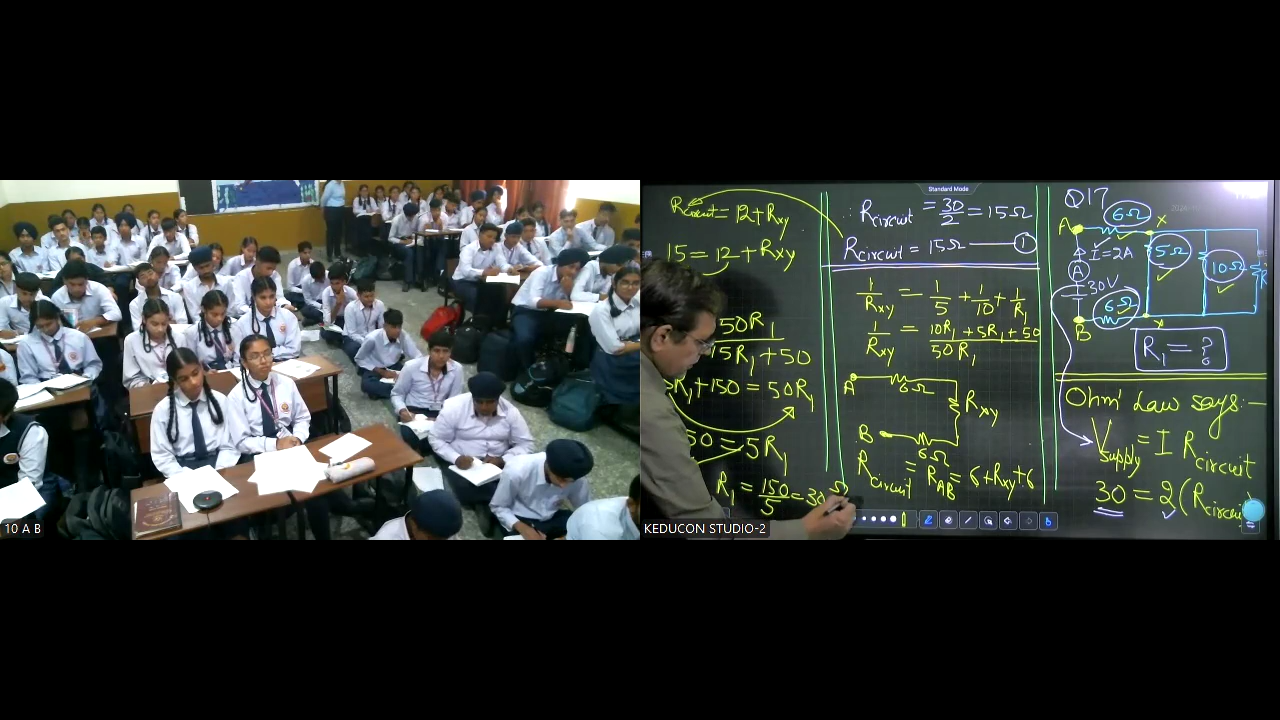 10 A B
KEDUCON STUDIO-2
Standard Mode
Rcircuit = 12 + Rxy
15 = 12 + Rxy
50R1
15R1 + 50
R1 + 150 = 50R1
50 = 5R1
R1 = 150/5 = 30 Ω
∴ Rcircuit = 30/2 = 15Ω
Rcircuit = 15Ω — 1
1/Rxy = 1/5 + 1/10 + 1/R1
1/Rxy = 10R1 + 5R1 + 50 / 50R1
A 6Ω
Rxy
B 6Ω
Rcircuit = RAB = 6 + Rxy + 6
Q17
A 6Ω x
I = 2A
5Ω
10Ω
R
A
30V
B 6Ω
R1 = ?
Ohm' Law says:—
Vsupply = I Rcircuit
30 = 2 (Rcircuit)